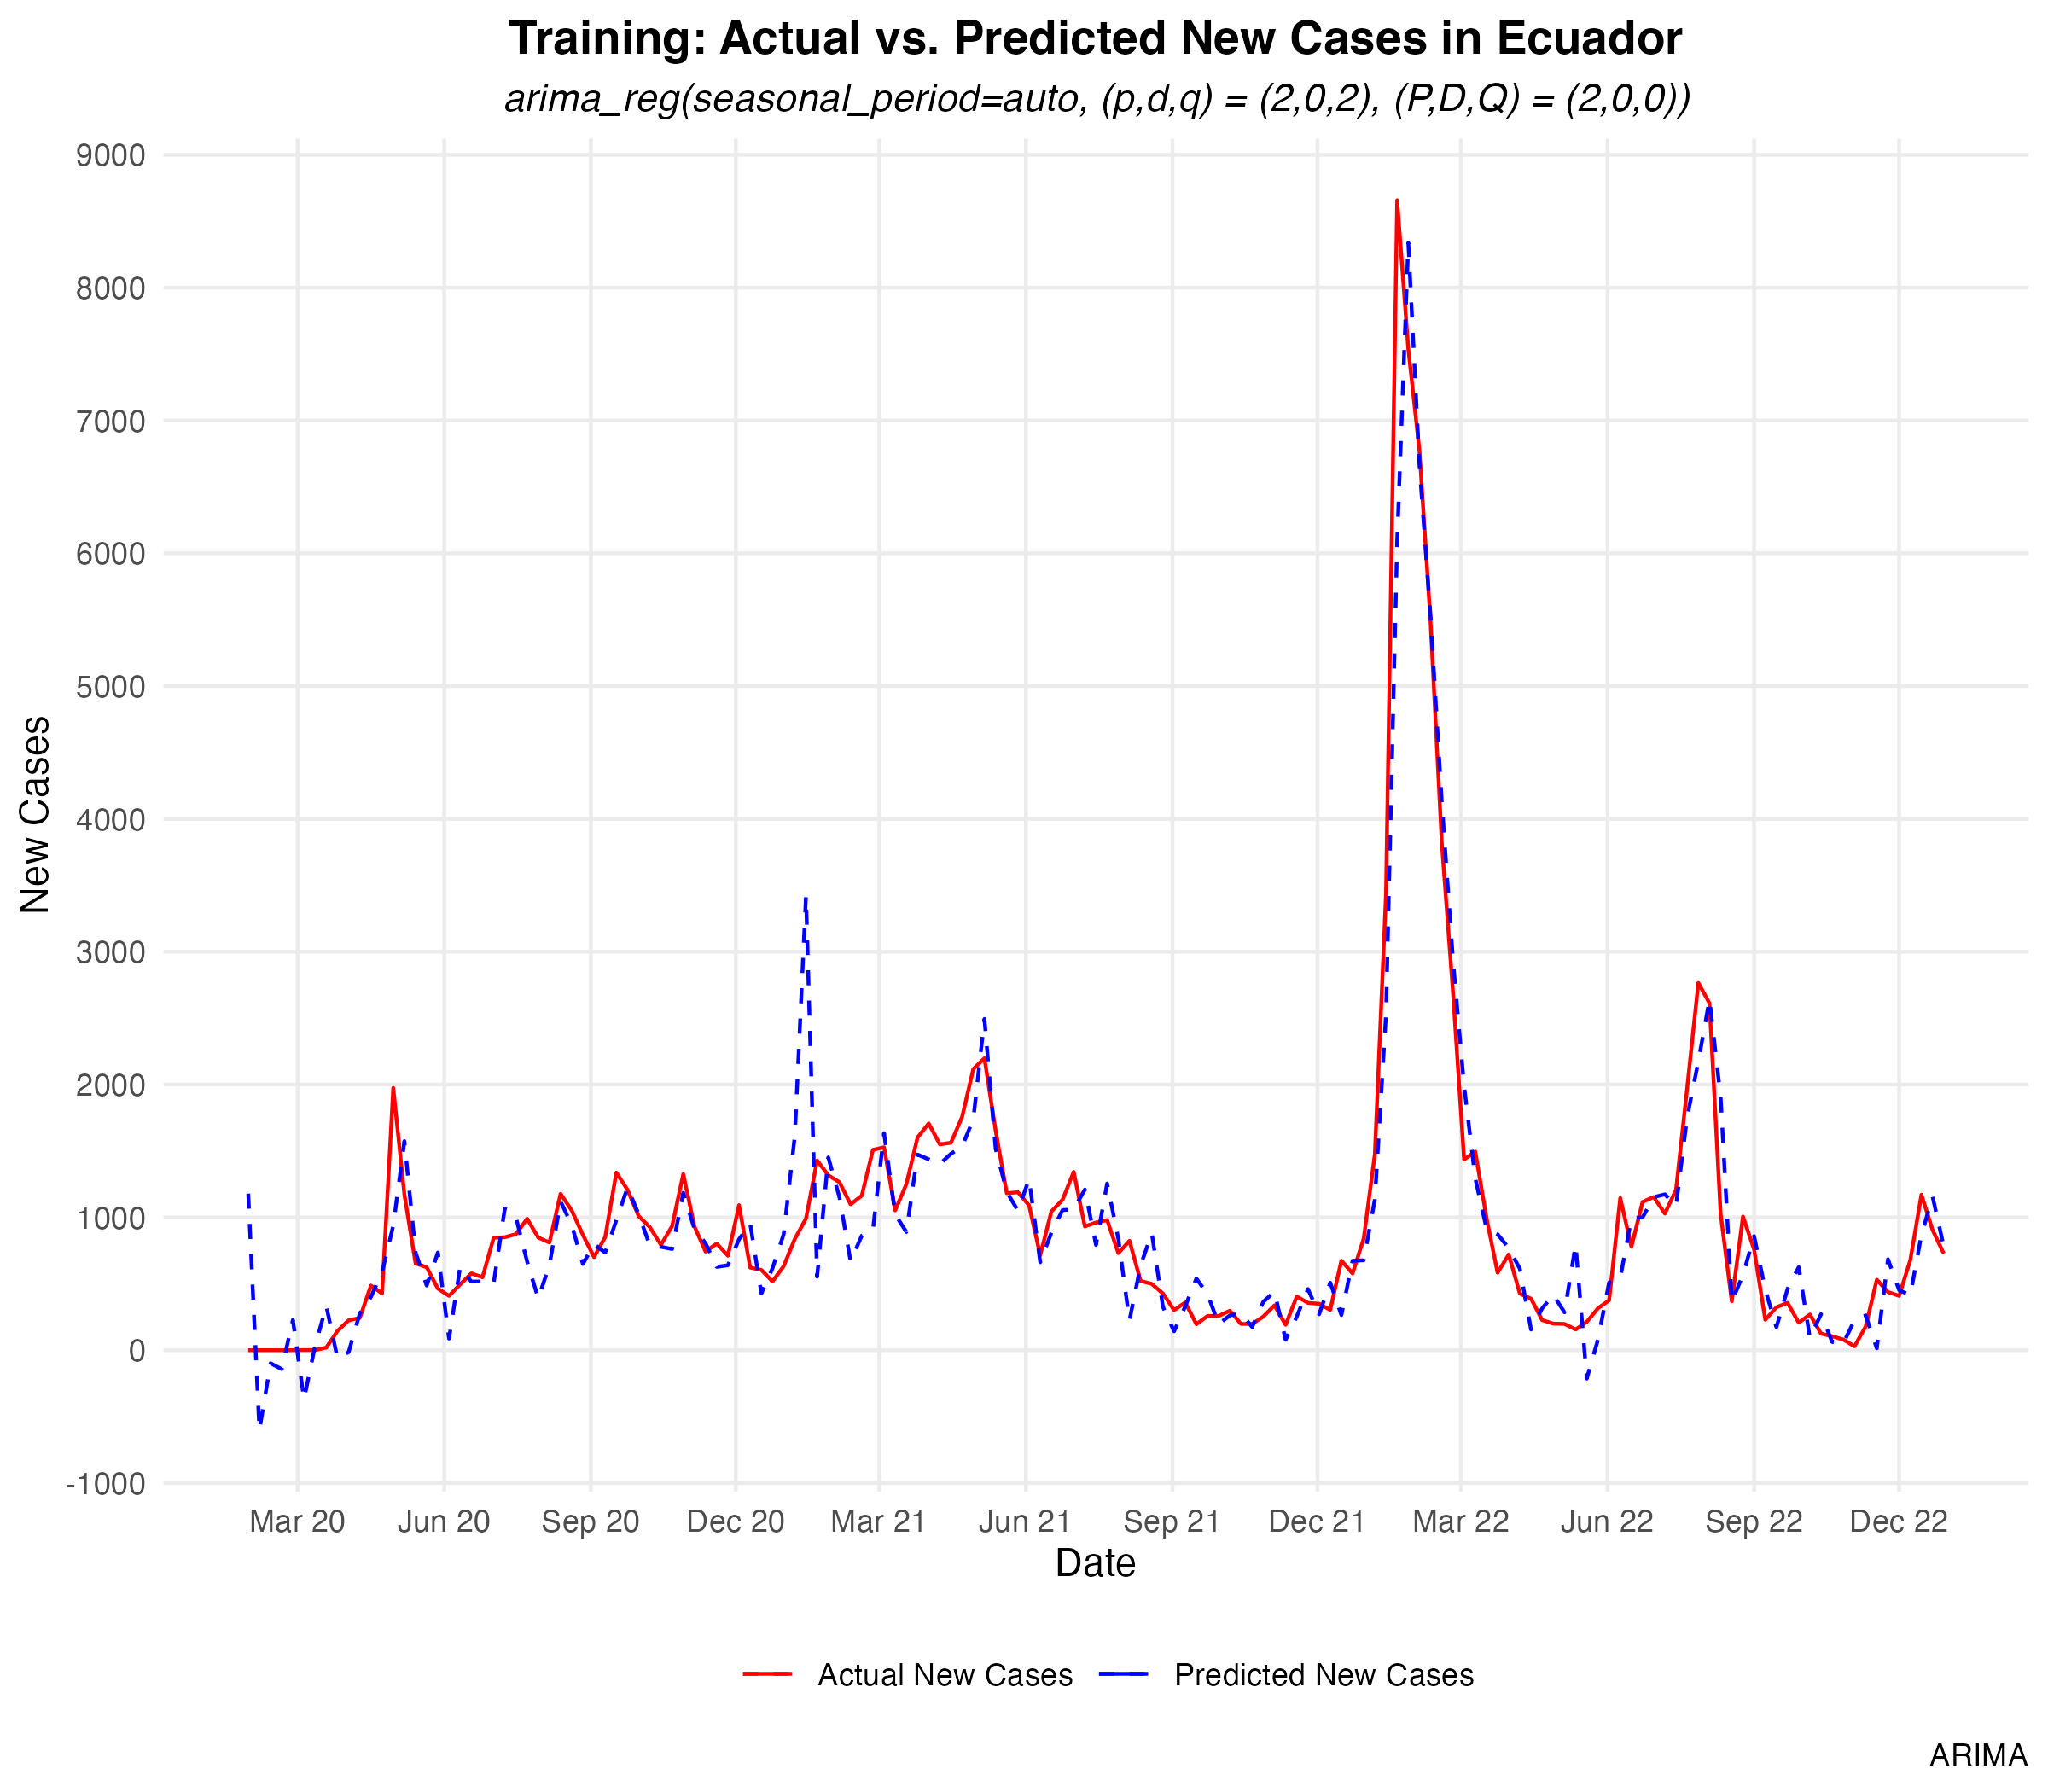 Training: Actual vs. Predicted New Cases in Ecuador
arima_reg(seasonal_period=auto, (p,d,q) = (2,0,2), (P,D,Q) = (2,0,0))
9000
8000
7000
6000
5000
4000
3000
2000
1000
0
-1000
New Cases
Mar 20 Jun 20 Sep 20 Dec 20 Mar 21 Jun 21 Sep 21 Dec 21 Mar 22 Jun 22 Sep 22 Dec 22
Date
Actual New Cases Predicted New Cases
ARIMA